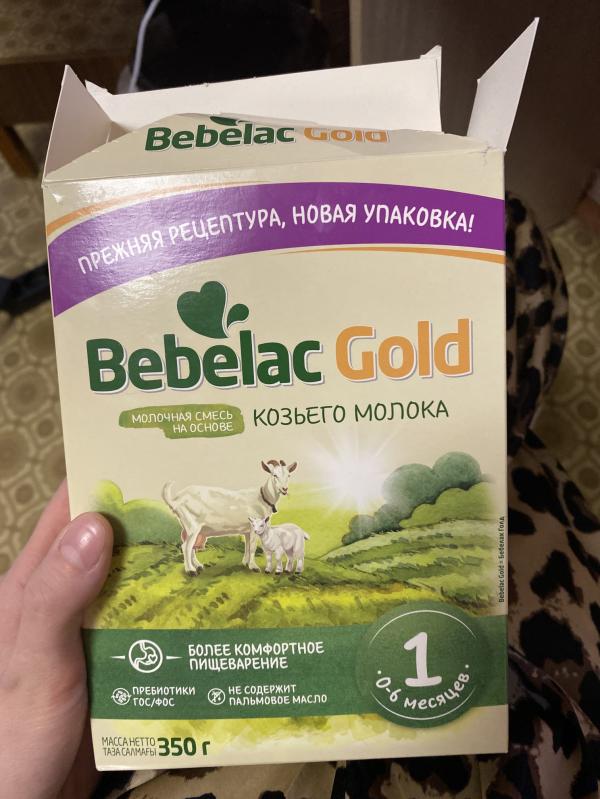 Bebelac Gold
ПРЕЖНЯЯ РЕЦЕПТУРА, НОВАЯ УПАКОВКА!
Bebelac Gold
МОЛОЧНАЯ СМЕСЬ
НА ОСНОВЕ
КОЗЬЕГО МОЛОКА
Bebelac Gold = Бебелак Голд
БОЛЕЕ КОМФОРТНОЕ
ПИЩЕВАРЕНИЕ
ПРЕБИОТИКИ
ГОС/ФОС
НЕ СОДЕРЖИТ
ПАЛЬМОВОЕ МАСЛО
1
0-6 месяцев
МАССА НЕТТО
ТАЗА САЛМАҒЫ
350 г